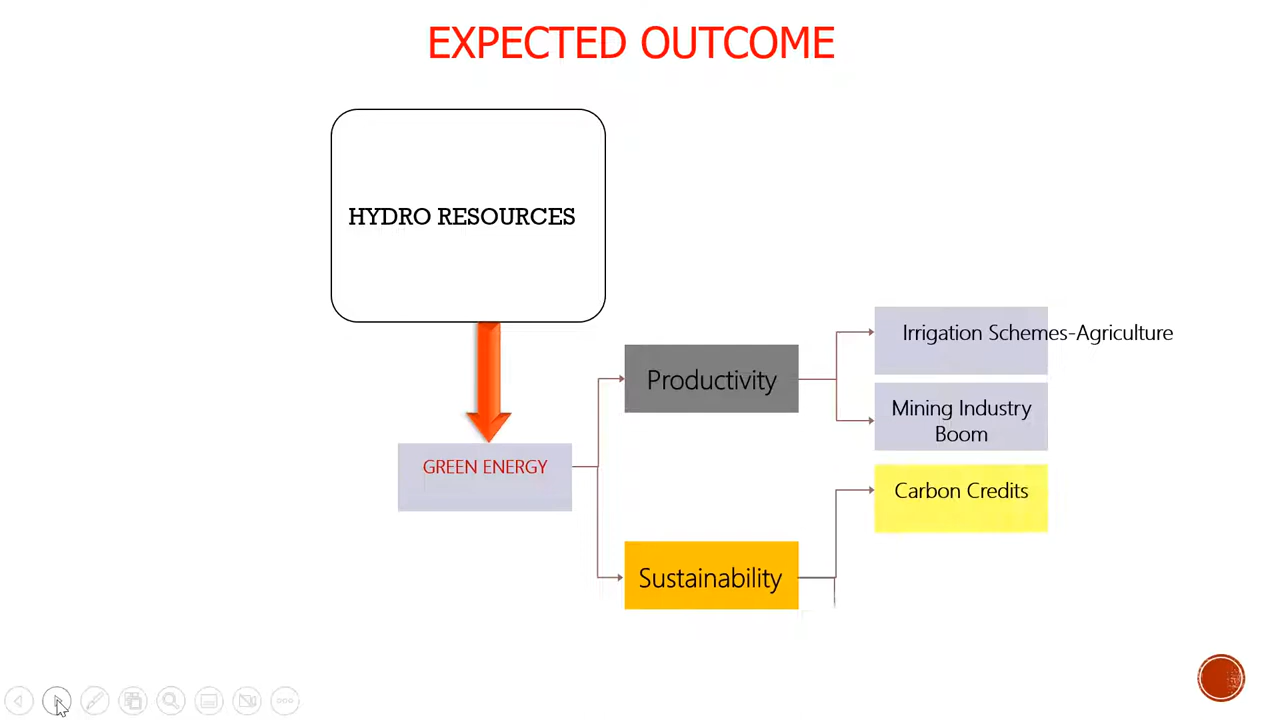 EXPECTED OUTCOME
HYDRO RESOURCES
GREEN ENERGY
Productivity
Irrigation Schemes-Agriculture
Mining Industry
Boom
Sustainability
Carbon Credits